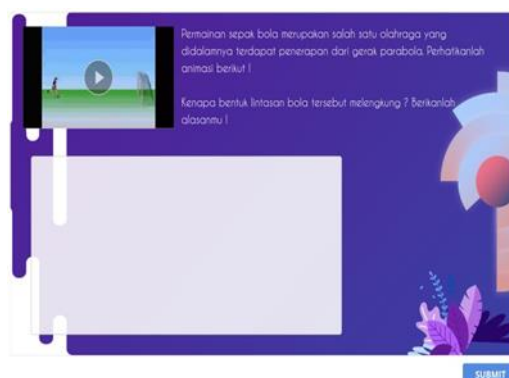 Permainan sepak bola merupakan salah satu olahraga yang
didalamnya terdapat penerapan dari gerak parabola. Perhatikanlah
animasi berikut !
Kenapa bentuk lintasan bola tersebut melengkung ? Berikanlah
alasanmu !
SUBMIT